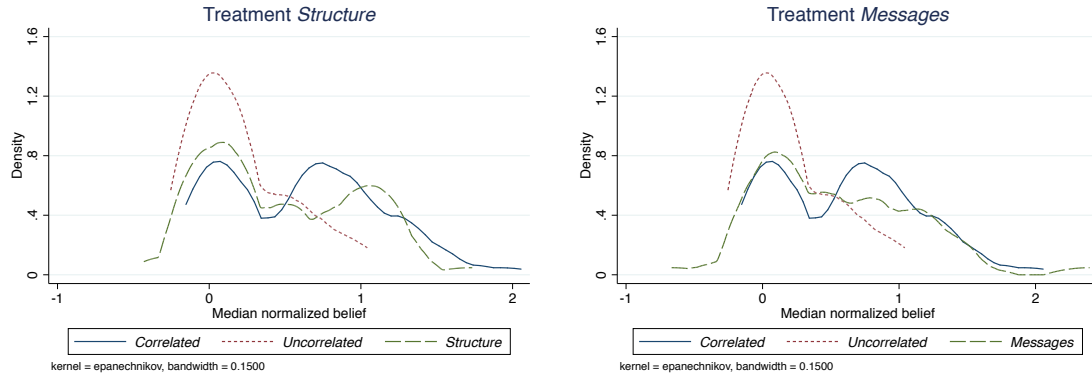 Treatment Structure
1.6
1.2
.8
.4
0
Density
-1
0
1
2
Median normalized belief
Correlated
Uncorrelated
Structure
kernel = epanechnikov, bandwidth = 0.1500
Treatment Messages
1.6
1.2
.8
.4
0
Density
-1
0
1
2
Median normalized belief
Correlated
Uncorrelated
Messages
kernel = epanechnikov, bandwidth = 0.1500